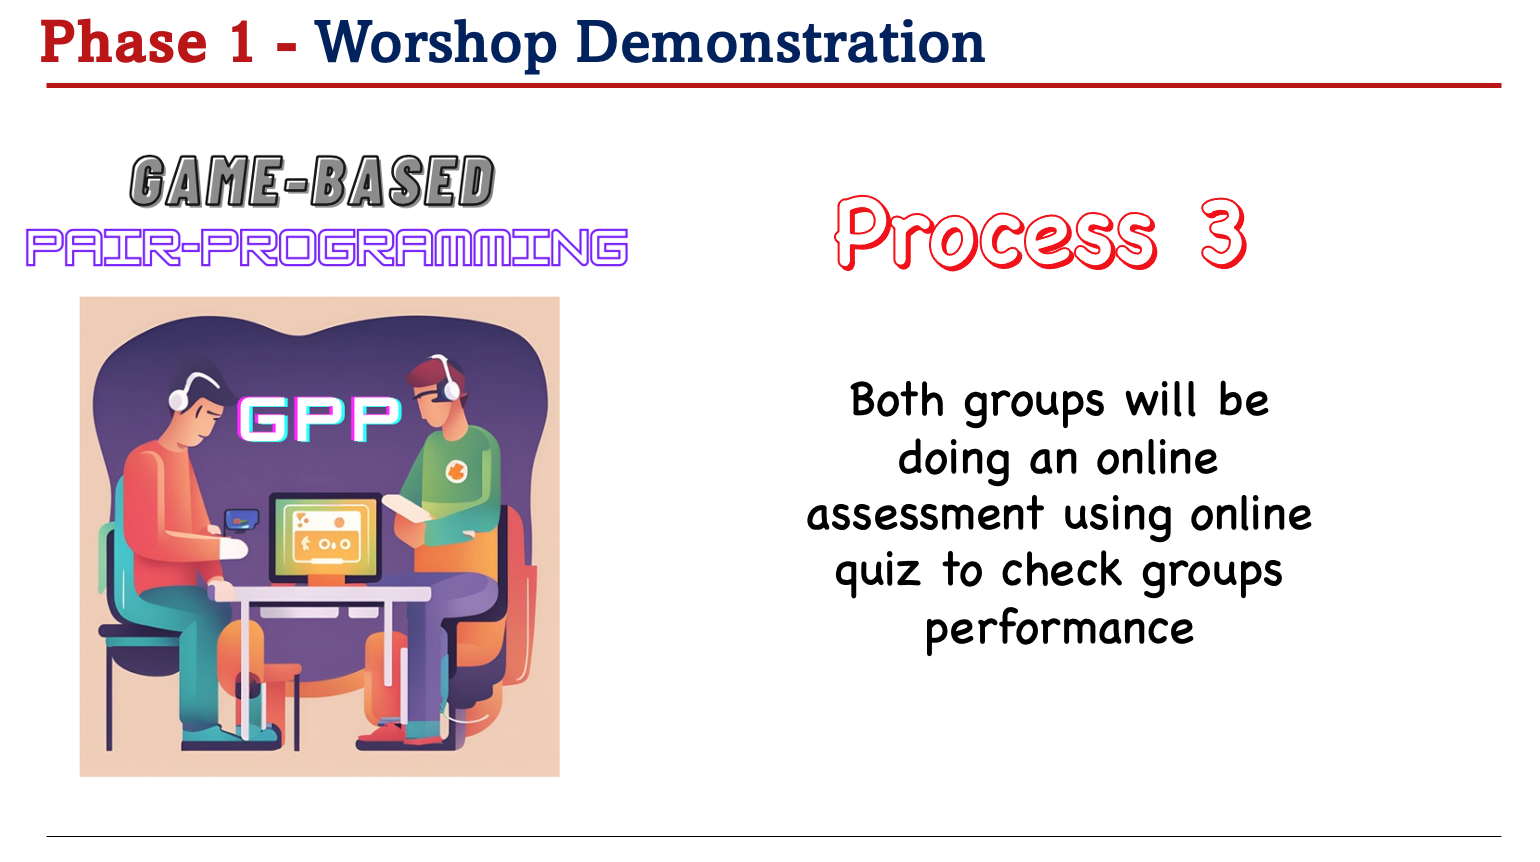 Phase 1 - Worshop Demonstration
GAME-BASED
PAIR-PROGRAMMING
GPP
Process 3
Both groups will be
doing an online
assessment using online
quiz to check groups
performance